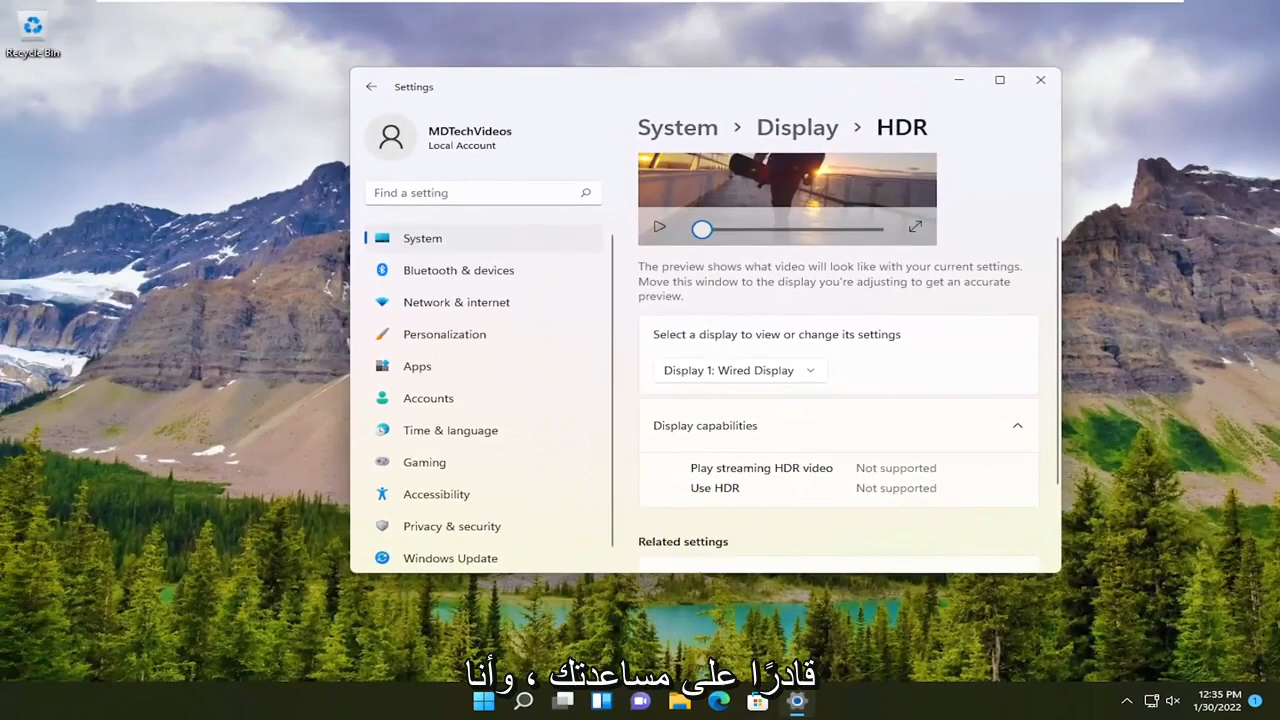 Recycle Bin
Settings
MDTechVideos
Local Account
Find a setting
System
Bluetooth & devices
Network & internet
Personalization
Apps
Accounts
Time & language
Gaming
Accessibility
Privacy & security
Windows Update
System > Display > HDR
The preview shows what video will look like with your current settings.
Move this window to the display you're adjusting to get an accurate
preview.
Select a display to view or change its settings
Display 1: Wired Display
Display capabilities
Play streaming HDR video Not supported
Use HDR Not supported
Related settings
قادرًا على مساعدتك ، وأنا
12:35 PM
1/30/2022
1